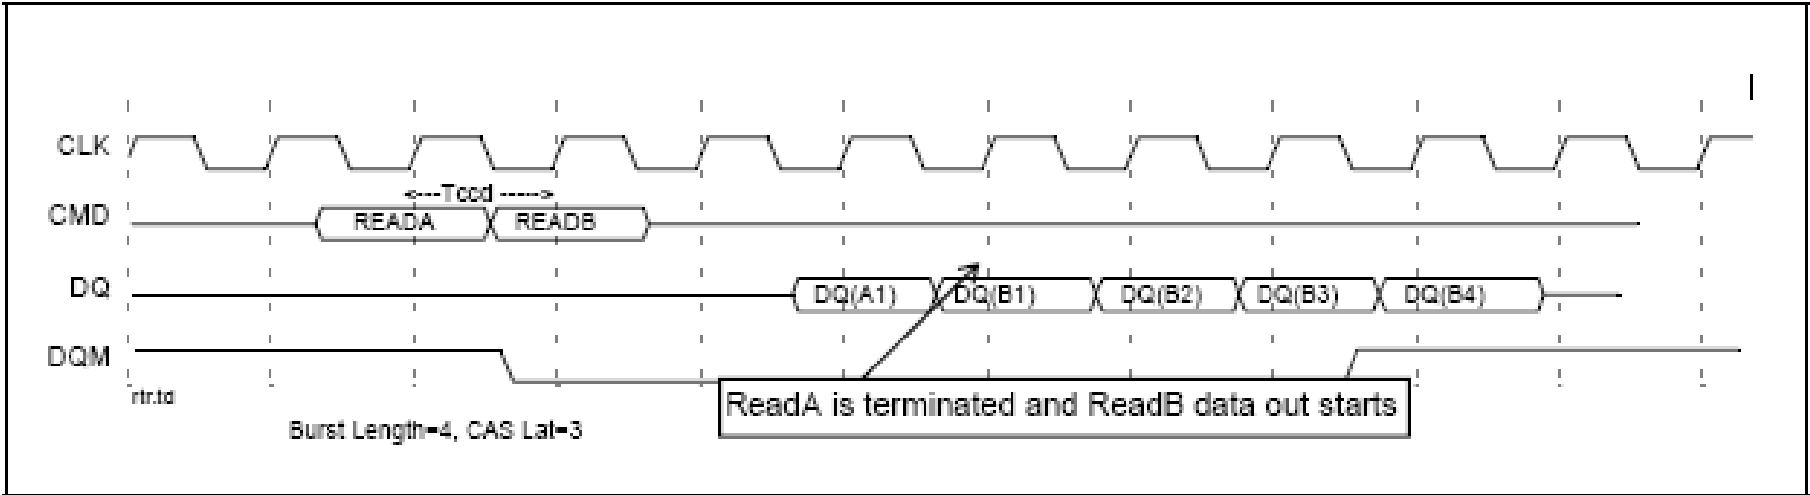 CLK
<---Tccd ----->
CMD READA READB
DQ DQ(A1) DQ(B1) DQ(B2) DQ(B3) DQ(B4)
DQM
rtr.td
ReadA is terminated and ReadB data out starts
Burst Length=4, CAS Lat=3